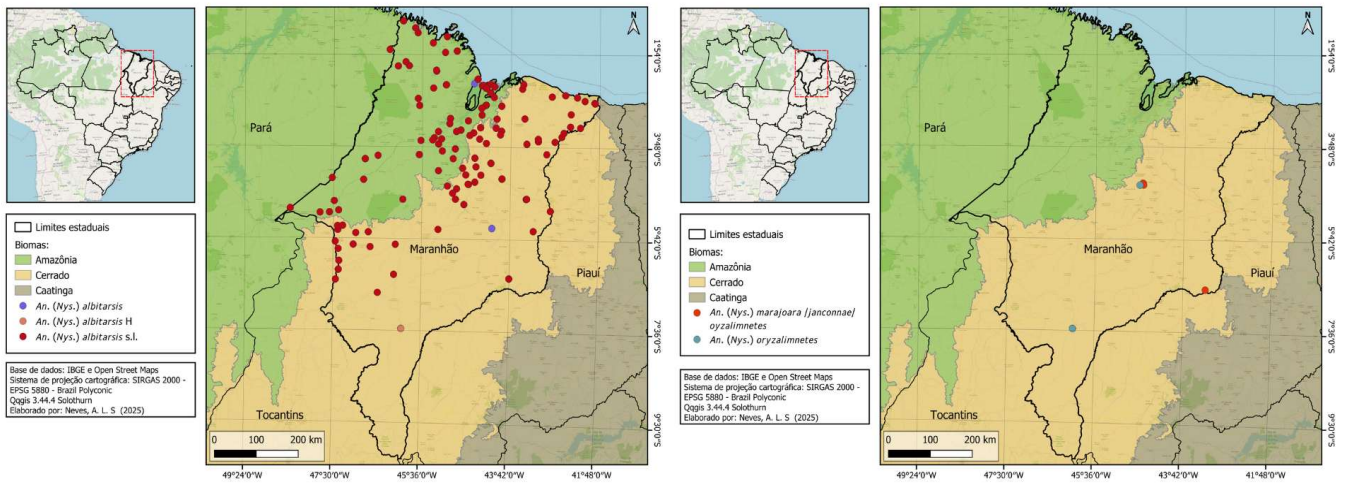 Limites estaduais
Biomas:
Amazônia
Cerrado
Caatinga
An. (Nys.) albitarsis
An. (Nys.) albitarsis H
An. (Nys.) albitarsis s.l.
Base de dados: IBGE e Open Street Maps
Sistema de projeção cartográfica: SIRGAS 2000 -
EPSG 5880 - Brazil Polyconic
Qqgis 3.44.4 Solothurn
Elaborado por: Neves, A. L. S (2025)
N
Pará
Maranhão
Piauí
Tocantins
0 100 200 km
1°54'0"S
3°48'0"S
5°42'0"S
7°36'0"S
9°30'0"S
49°24'0"W 47°30'0"W 45°36'0"W 43°42'0"W 41°48'0"W
Limites estaduais
Biomas:
Amazônia
Cerrado
Caatinga
An. (Nys.) marajoara /janconnae/
oyzalimnetes
An. (Nys.) oryzalimnetes
Base de dados: IBGE e Open Street Maps
Sistema de projeção cartográfica: SIRGAS 2000 -
EPSG 5880 - Brazil Polyconic
Qqgis 3.44.4 Solothurn
Elaborado por: Neves, A. L. S (2025)
N
Pará
Maranhão
Piauí
Tocantins
0 100 200 km
1°54'0"S
3°48'0"S
5°42'0"S
7°36'0"S
9°30'0"S
49°24'0"W 47°30'0"W 45°36'0"W 43°42'0"W 41°48'0"W